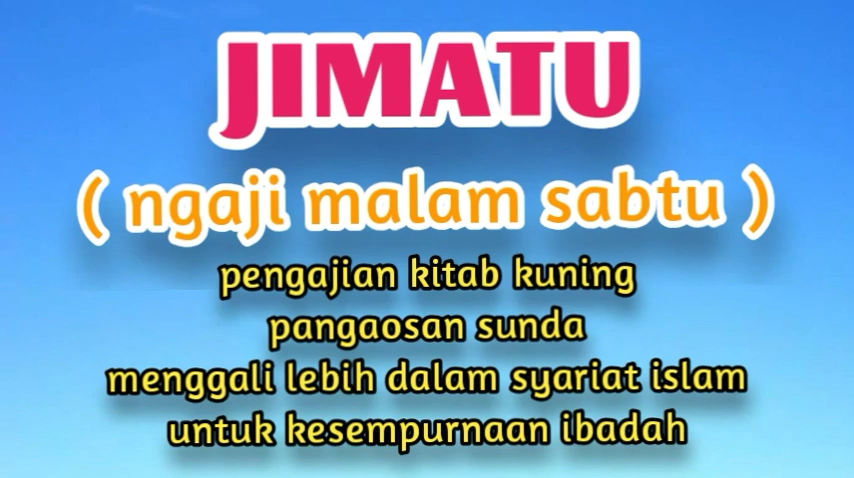 JIMATU
( ngaji malam sabtu )
pengajian kitab kuning
pangaosan sunda
menggali lebih dalam syariat islam
untuk kesempurnaan ibadah